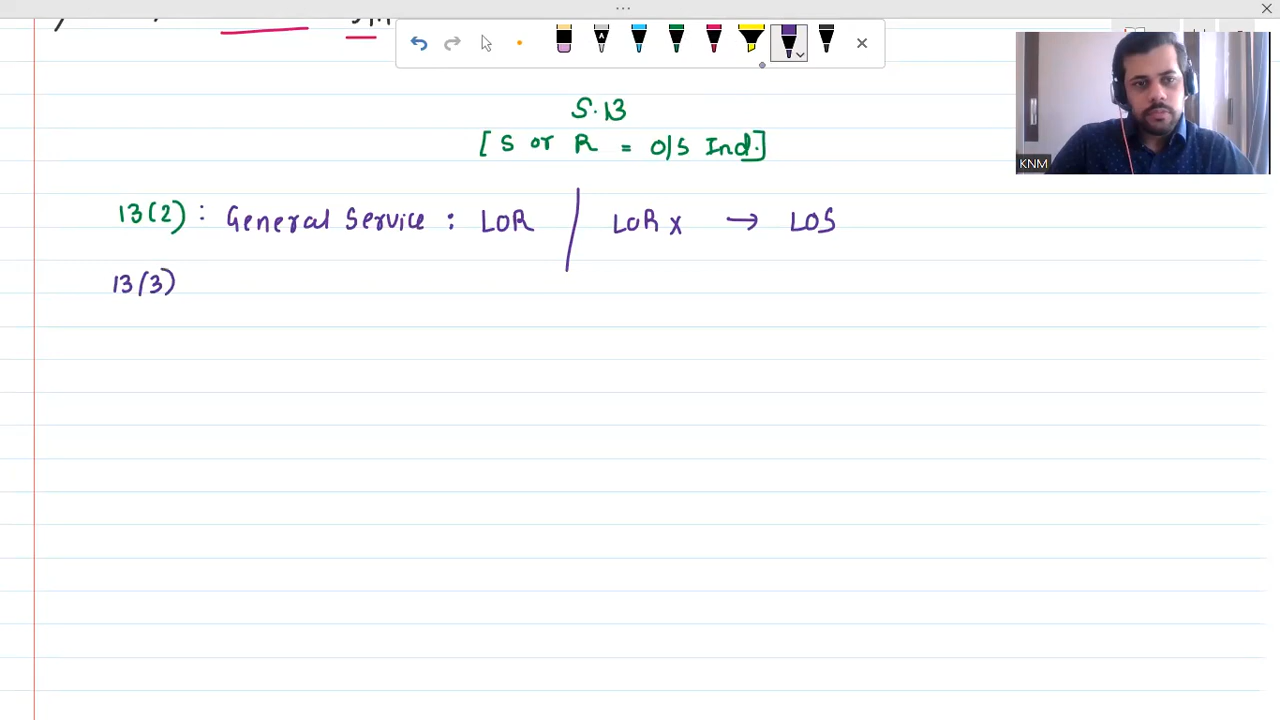 S.13
[ S or R = O/S Ind.]
13(2) : General Service : LOR / LOR x → LOS
13(3)
KNM